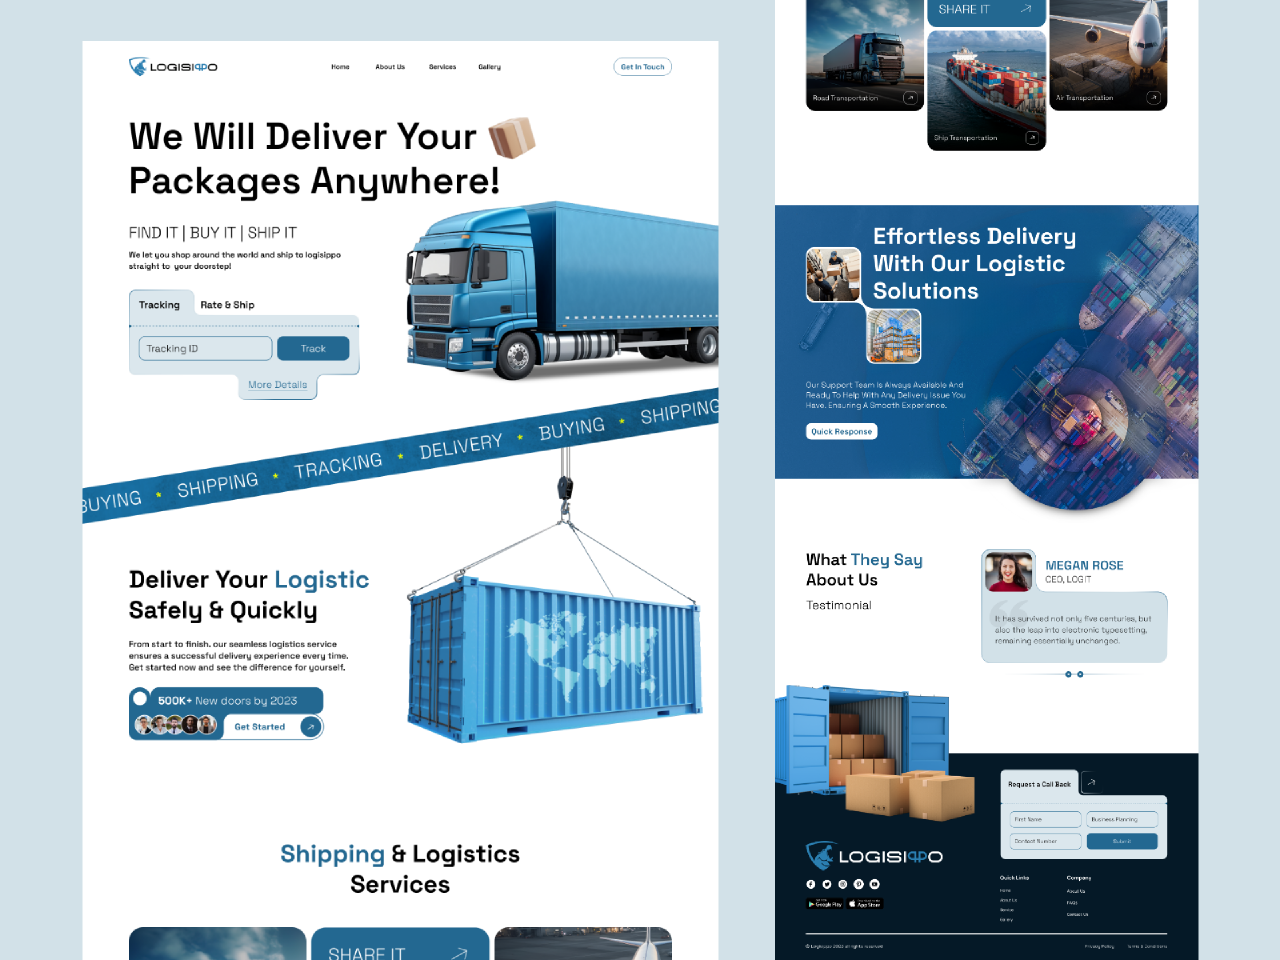 LOGISIPPO
Home
About Us
Services
Gallery
Get In Touch
We Will Deliver Your
Packages Anywhere!
FIND IT | BUY IT | SHIP IT
We let you shop around the world and ship to logisippo
straight to your doorstep!
Tracking
Rate & Ship
Tracking ID
Track
More Details
BUYING * SHIPPING * TRACKING * DELIVERY * BUYING * SHIPPING
Deliver Your Logistic
Safely & Quickly
From start to finish. our seamless logistics service
ensures a successful delivery experience every time.
Get started now and see the difference for yourself.
500K+ New doors by 2023
Get Started
Shipping & Logistics
Services
SHARE IT
SHARE IT
Road Transportation
Ship Transportation
Air Transportation
Effortless Delivery
With Our Logistic
Solutions
Our Support Team Is Always Available And
Ready To Help With Any Delivery Issue You
Have. Ensuring A Smooth Experience.
Quick Response
What They Say
About Us
Testimonial
MEGAN ROSE
CEO, LOGIT
It has survived not only five centuries, but
also the leap into electronic typesetting,
remaining essentially unchanged.
Request a Call Back
First Name
Business Planning
Contact Number
Submit
LOGISIPPO
Google Play
App Store
Quick Links
Home
About Us
Service
Gallery
Company
About Us
FAQs
Contact Us
© Logisippo 2023 all rights reserved
Privacy Policy
Terms & Conditions